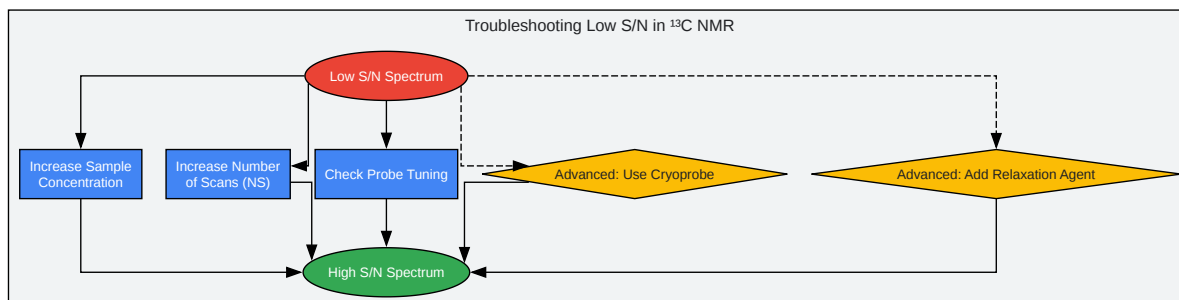 Troubleshooting Low S/N in ¹³C NMR
Low S/N Spectrum
Increase Sample
Concentration
Increase Number
of Scans (NS)
Check Probe Tuning
Advanced: Use Cryoprobe
Advanced: Add Relaxation Agent
High S/N Spectrum